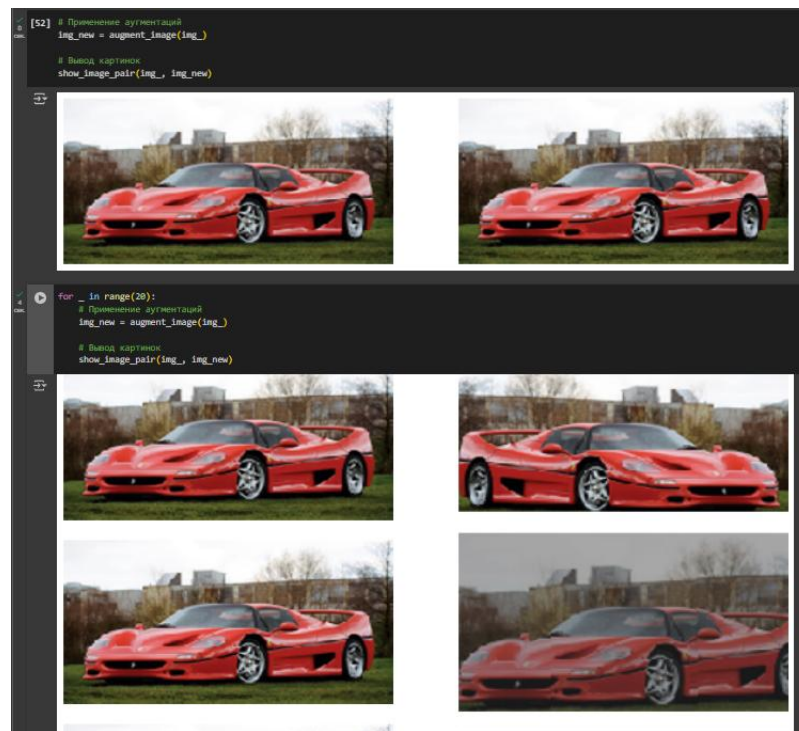 [52] # Применение аугментаций
img_new = augment_image(img_)
# Вывод картинок
show_image_pair(img_, img_new)
for _ in range(20):
# Применение аугментаций
img_new = augment_image(img_)
# Вывод картинок
show_image_pair(img_, img_new)